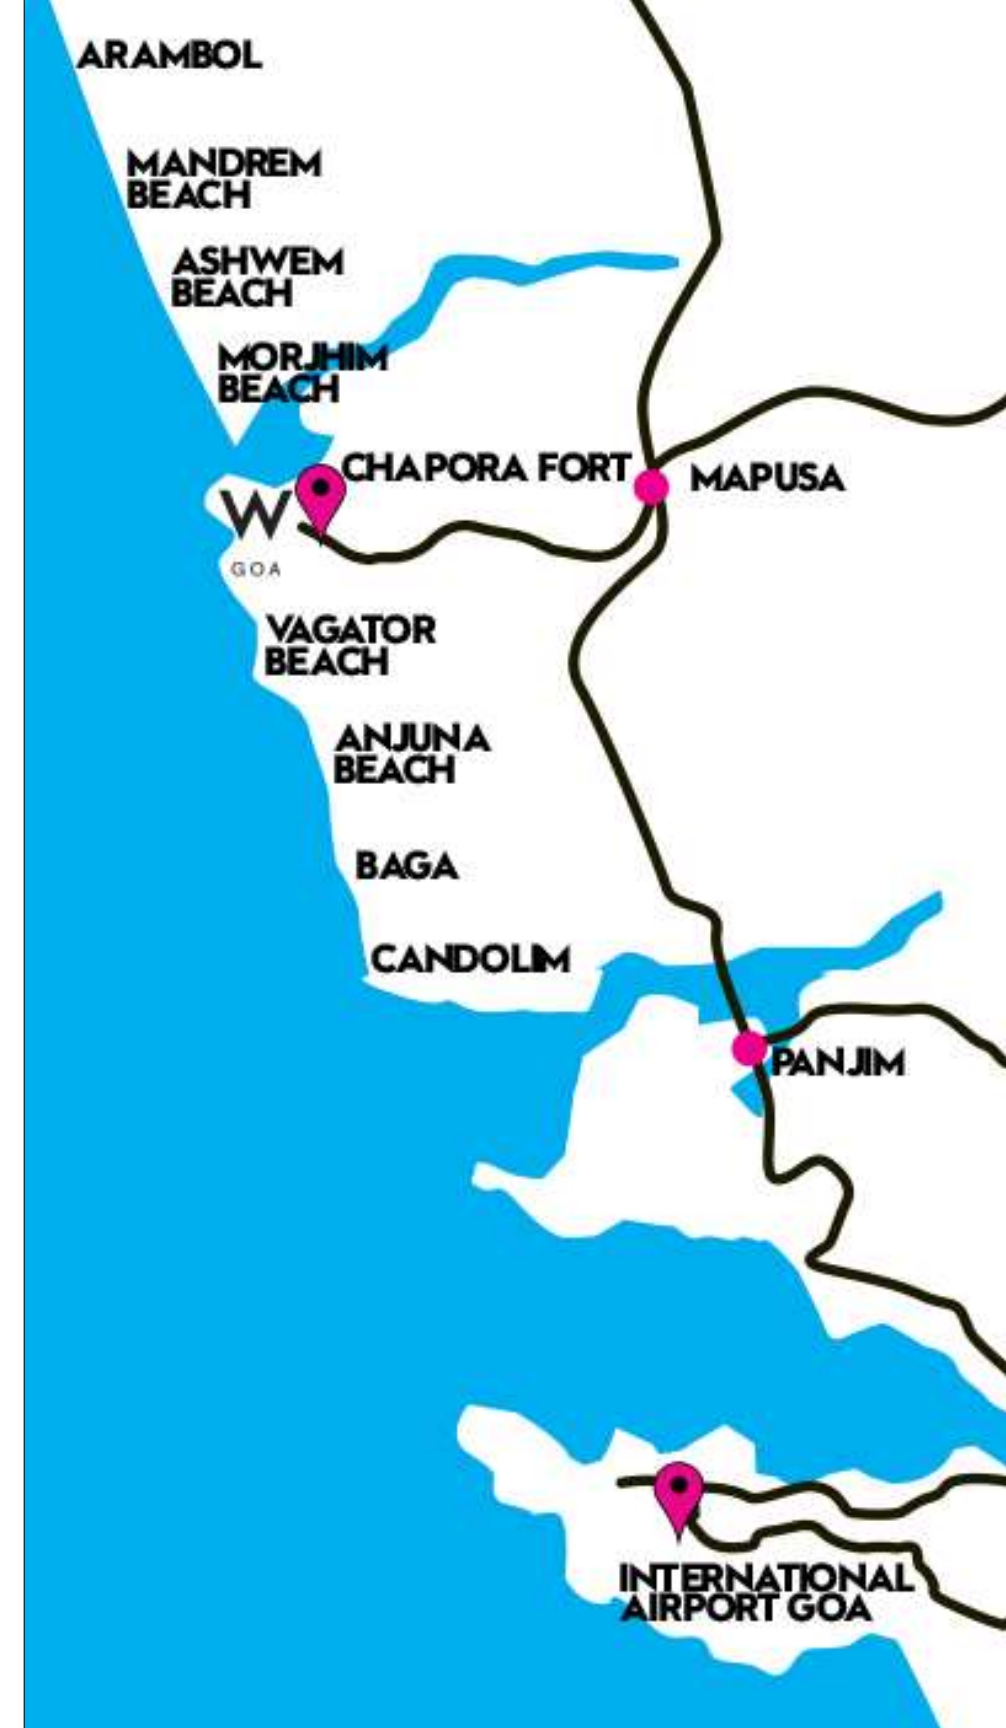 ARAMBOL
MANDREM
BEACH
ASHWEM
BEACH
MORJHIM
BEACH
CHAPORA FORT
MAPUSA
W
GOA
VAGATOR
BEACH
ANJUNA
BEACH
BAGA
CANDOLIM
PANJIM
INTERNATIONAL
AIRPORT GOA